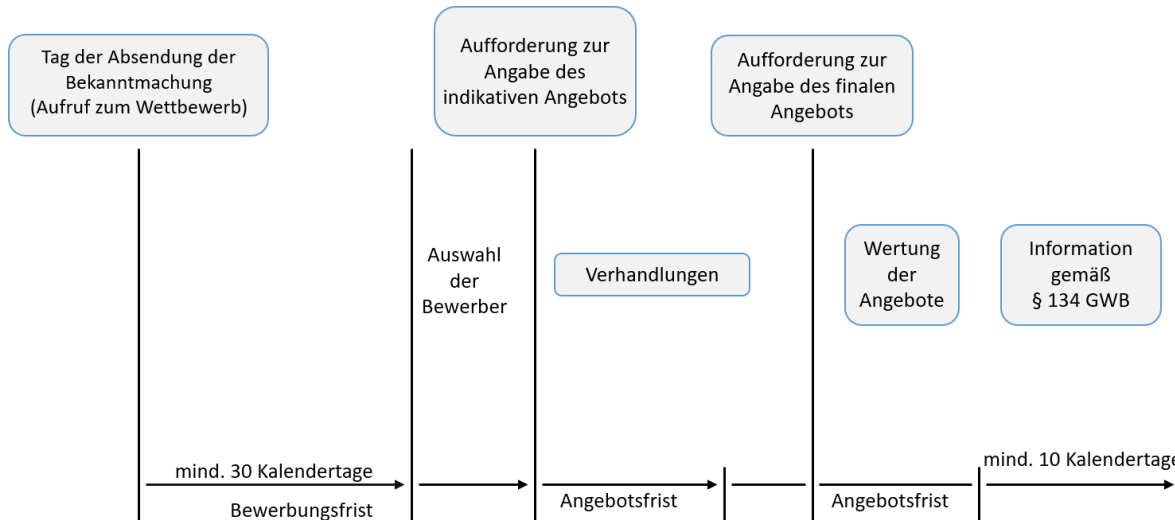 Tag der Absendung der
Bekanntmachung
(Aufruf zum Wettbewerb)
Aufforderung zur
Angabe des
indikativen Angebots
Aufforderung zur
Angabe des finalen
Angebots
Auswahl
der
Bewerber
Verhandlungen
Wertung
der
Angebote
Information
gemäß
§ 134 GWB
mind. 30 Kalendertage
Bewerbungsfrist
Angebotsfrist
Angebotsfrist
mind. 10 Kalendertage